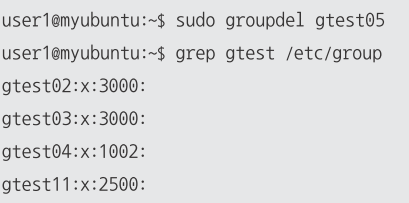 user1@myubuntu:~$ sudo groupdel gtest05
user1@myubuntu:~$ grep gtest /etc/group
gtest02:x:3000:
gtest03:x:3000:
gtest04:x:1002:
gtest11:x:2500: